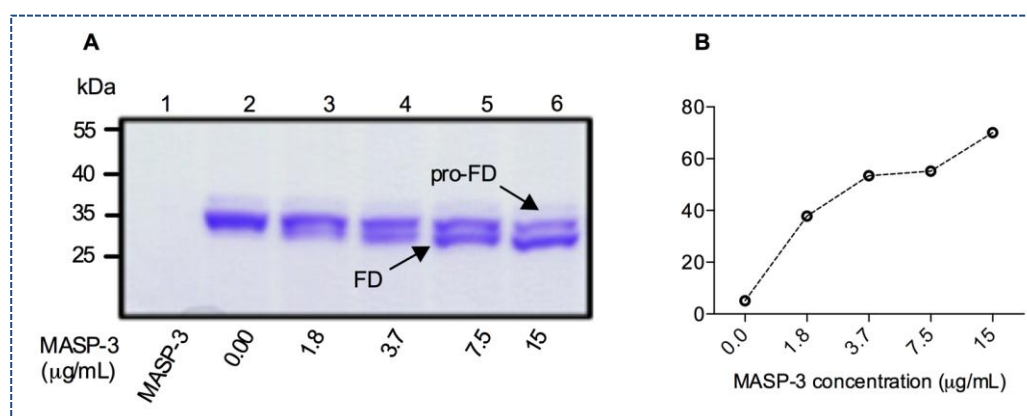 A
kDa
1 2 3 4 5 6
55
40
35
25
pro-FD
FD
MASP-3
(μg/mL)
MASP-3 0.00 1.8 3.7 7.5 15
B
80
60
40
20
0
0.0 1.8 3.7 7.5 15
MASP-3 concentration (μg/mL)